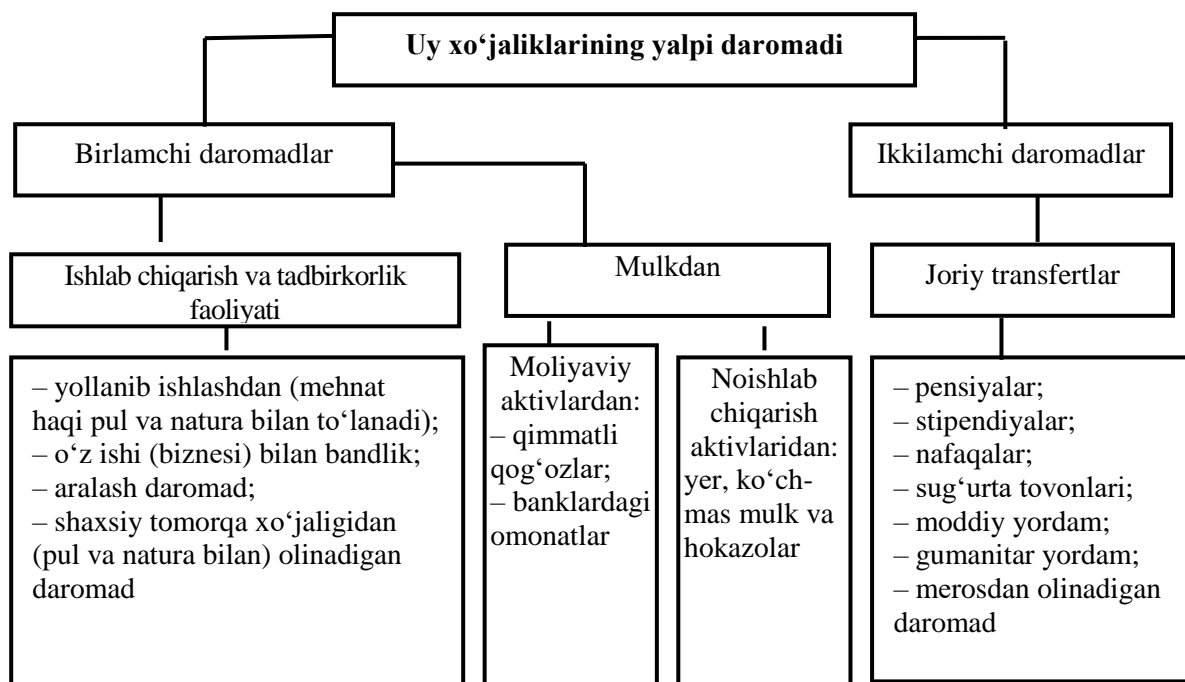 Uy xo‘jaliklarining yalpi daromadi
Birlamchi daromadlar
Ikkilamchi daromadlar
Ishlab chiqarish va tadbirkorlik
faoliyati
Mulkdan
Joriy transfertlar
– yollanib ishlashdan (mehnat
haqi pul va natura bilan to‘lanadi);
– o‘z ishi (biznesi) bilan bandlik;
– aralash daromad;
– shaxsiy tomorqa xo‘jaligidan
(pul va natura bilan) olinadigan
daromad
Moliyaviy
aktivlardan:
– qimmatli
qog‘ozlar;
– banklardagi
omonatlar
Noishlab
chiqarish
aktivlaridan:
yer, ko‘ch-
mas mulk va
hokazolar
– pensiyalar;
– stipendiyalar;
– nafaqalar;
– sug‘urta tovonlari;
– moddiy yordam;
– gumanitar yordam;
– merosdan olinadigan
daromad